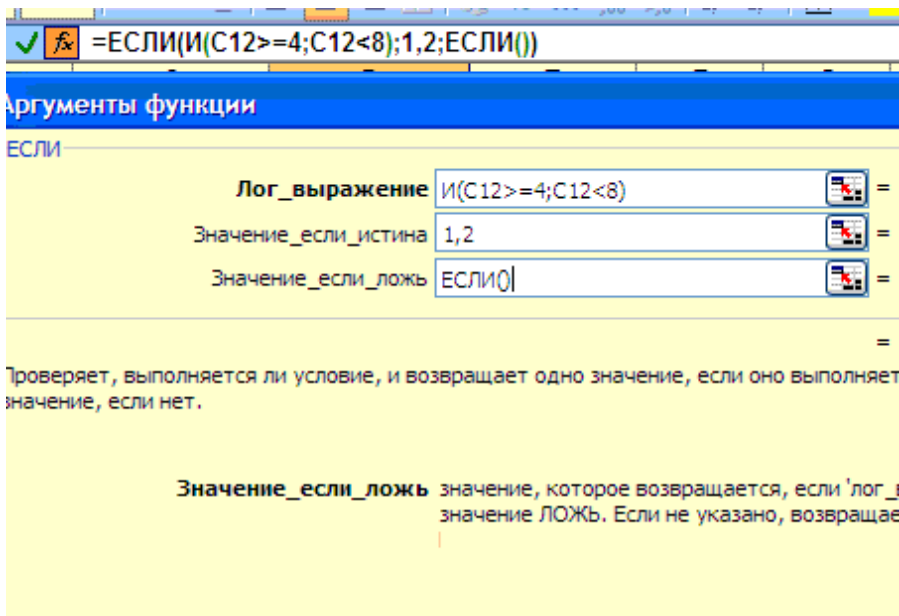 fx =ЕСЛИ(И(C12>=4;C12<8);1,2;ЕСЛИ())
Аргументы функции
ЕСЛИ
Лог_выражение И(C12>=4;C12<8) =
Значение_если_истина 1,2 =
Значение_если_ложь ЕСЛИ() =
=
Проверяет, выполняется ли условие, и возвращает одно значение, если оно выполняет
значение, если нет.
Значение_если_ложь значение, которое возвращается, если 'лог_
значение ЛОЖЬ. Если не указано, возвращае